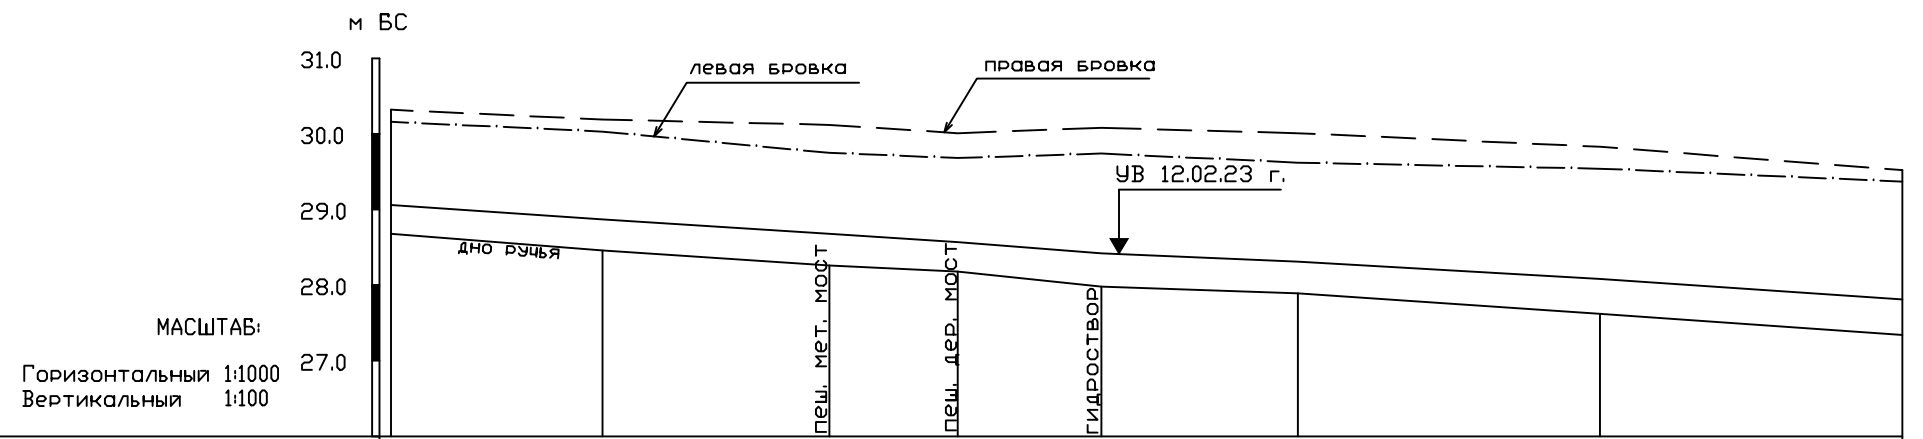 м БС
31.0
левая бровка
правая бровка
30.0
УВ 12.02.23 г.
29.0
дно ручья
28.0
МАСШТАБ:
27.0
Горизонтальный 1:1000
Вертикальный 1:100
пеш. мет. мост
пеш. дер. мост
гидроствор